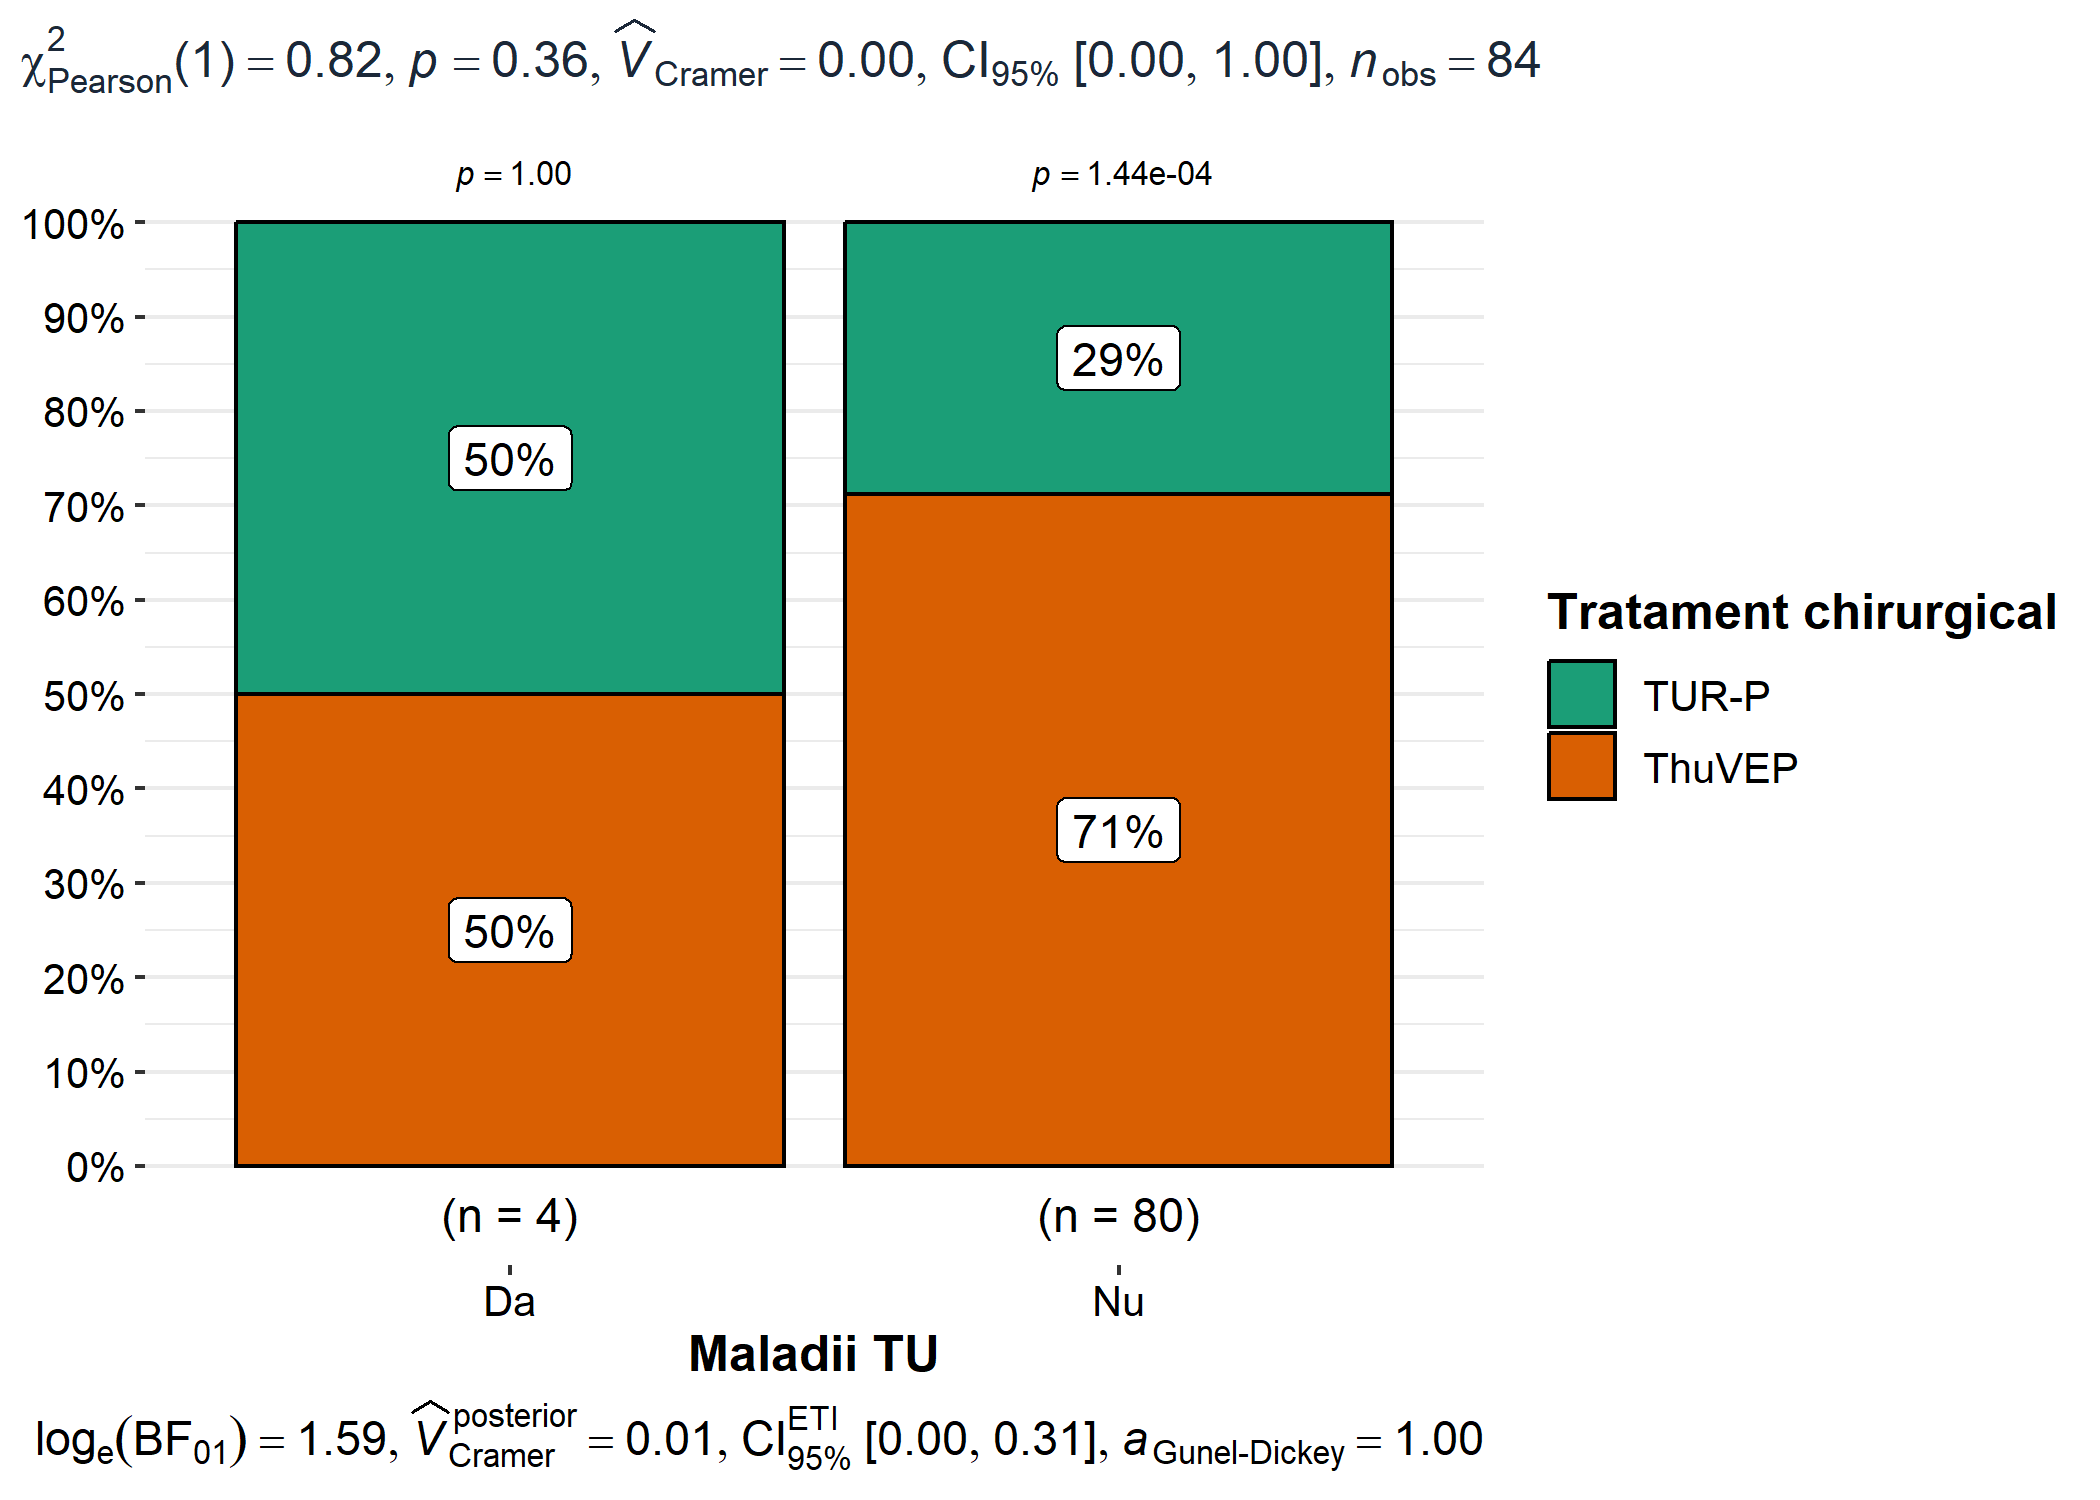 χ²Pearson(1) = 0.82, p = 0.36, V̂Cramer = 0.00, CI95% [0.00, 1.00], nobs = 84
p = 1.00
p = 1.44e-04
100%
90%
80%
70%
60%
50%
40%
30%
20%
10%
0%
29%
50%
71%
50%
(n = 4)
(n = 80)
Da
Nu
Maladii TU
Tratament chirurgical
TUR-P
ThuVEP
loge(BF01) = 1.59, V̂Cramer posterior = 0.01, CI95% ETI [0.00, 0.31], aGunel-Dickey = 1.00